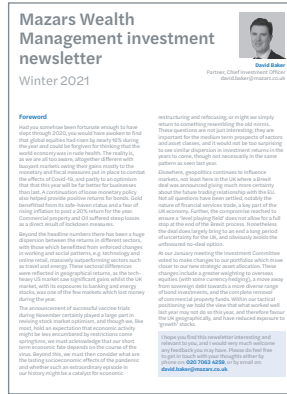 Mazars Wealth
Management investment
newsletter
Winter 2021
David Baker
Partner, Chief Investment Officer
david.baker@mazars.co.uk
Foreword
Had you somehow been fortunate enough to have
slept through 2020, you would have awoken to find
that global equities had risen by nearly 15% during
the year and could be forgiven for thinking that the
world economy was in rude health. The reality is,
as we are all too aware, altogether different with
buoyant markets owing their gains mostly to the
monetary and fiscal measures put in place to combat
the effects of Covid-19, and partly to an optimism
that this year will be far better for businesses
than last. A continuation of loose monetary policy
also helped provide positive returns for bonds. Gold
benefited from its safe-haven status and a fear of
rising inflation to post a 20% return for the year.
Commercial property and Oil suffered steep losses
as a direct result of lockdown measures.
Beyond the headline numbers there has been a huge
dispersion between the returns in different sectors,
with those which benefited from enforced changes
in working and social patterns, e.g. technology and
online retail, massively outperforming sectors such
as travel and energy. These sectoral differences
were reflected in geographical returns, as the tech-
heavy US market saw significant gains whilst the UK
market, with its exposures to banking and energy
stocks, was one of the few markets which lost money
during the year.
The announcement of successful vaccine trials
during November certainly played a large part in
reviving stock market optimism, and though we, like
most, hold an expectation that economic activity
might be less encumbered by restrictions come
springtime, we must acknowledge that our short
term economic fate depends on the course of the
virus. Beyond this, we must then consider what are
the lasting socioeconomic effects of the pandemic
and whether such an extraordinary episode in
our history might be a catalyst for economic
restructuring and refocusing, or might we simply
return to something resembling the old norms.
These questions are not just interesting, they are
important for the medium term prospects of sectors
and asset classes, and it would not be too surprising
to see similar dispersion in investment returns in the
years to come, though not necessarily in the same
pattern as seen last year.
Elsewhere, geopolitics continues to influence
markets, not least here in the UK where a Brexit
deal was announced giving much more certainty
about the future trading relationship with the EU.
Not all questions have been settled, notably the
nature of financial services trade, a key part of the UK
economy. Further, the compromise reached to
ensure a 'level playing field' does not allow for a full
stop at the end of the Brexit process. Nonetheless
the deal does largely bring to an end a long period
of uncertainty for the UK, and obviously avoids the
unfavoured no-deal option.
At our January meeting the Investment Committee
voted to make changes to our portfolios which move
closer to our new strategic asset allocation. These
changes include a greater weighting to overseas
equities (with some currency hedging), a move
from sovereign debt towards a more diverse range
of bond investments, and the complete removal
of commercial property funds. Within our tactical
positioning we hold the view that what worked well
last year may not do so this year, and therefore favour
the UK geographically, and have reduced exposure to
'growth' stocks.
I hope you find this newsletter interesting and
relevant to you, and I would very much welcome
any feedback you may have. Please do feel free
to get in touch with your thoughts either by
phone on: 020 7063 4259, or by email on:
david.baker@mazars.co.uk